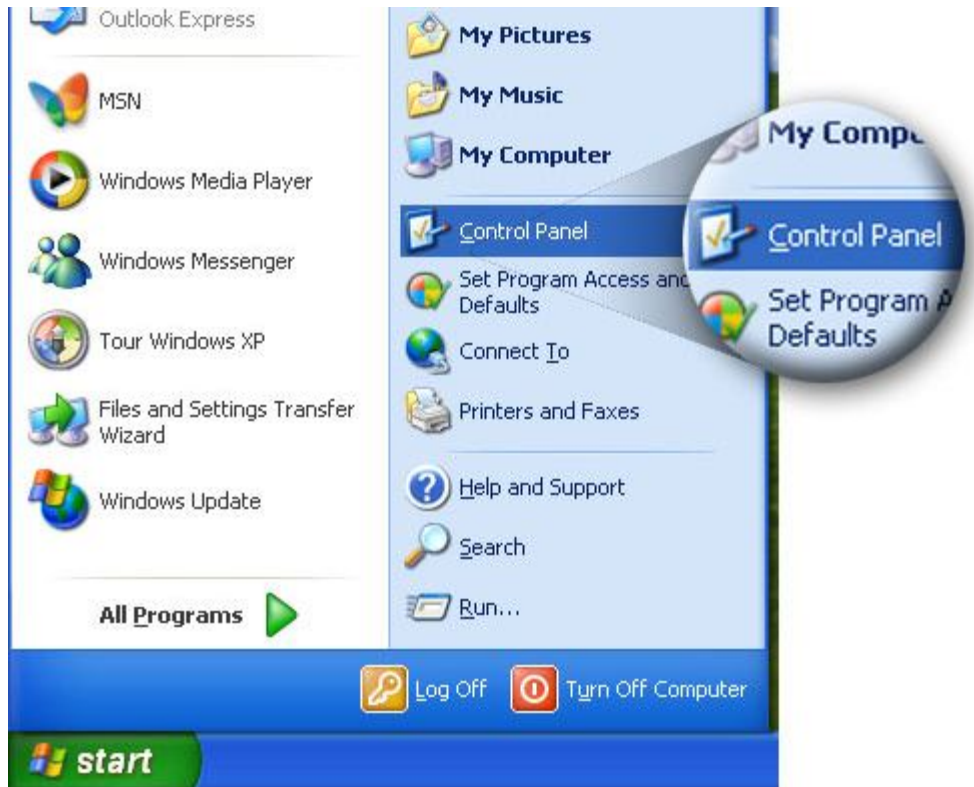 Outlook Express
MSN
Windows Media Player
Windows Messenger
Tour Windows XP
Files and Settings Transfer
Wizard
Windows Update
All Programs
My Pictures
My Music
My Computer
Control Panel
Set Program Access and
Defaults
Connect To
Printers and Faxes
Help and Support
Search
Run...
My Compu
Control Panel
Set Program A
Defaults
Log Off
Turn Off Computer
start